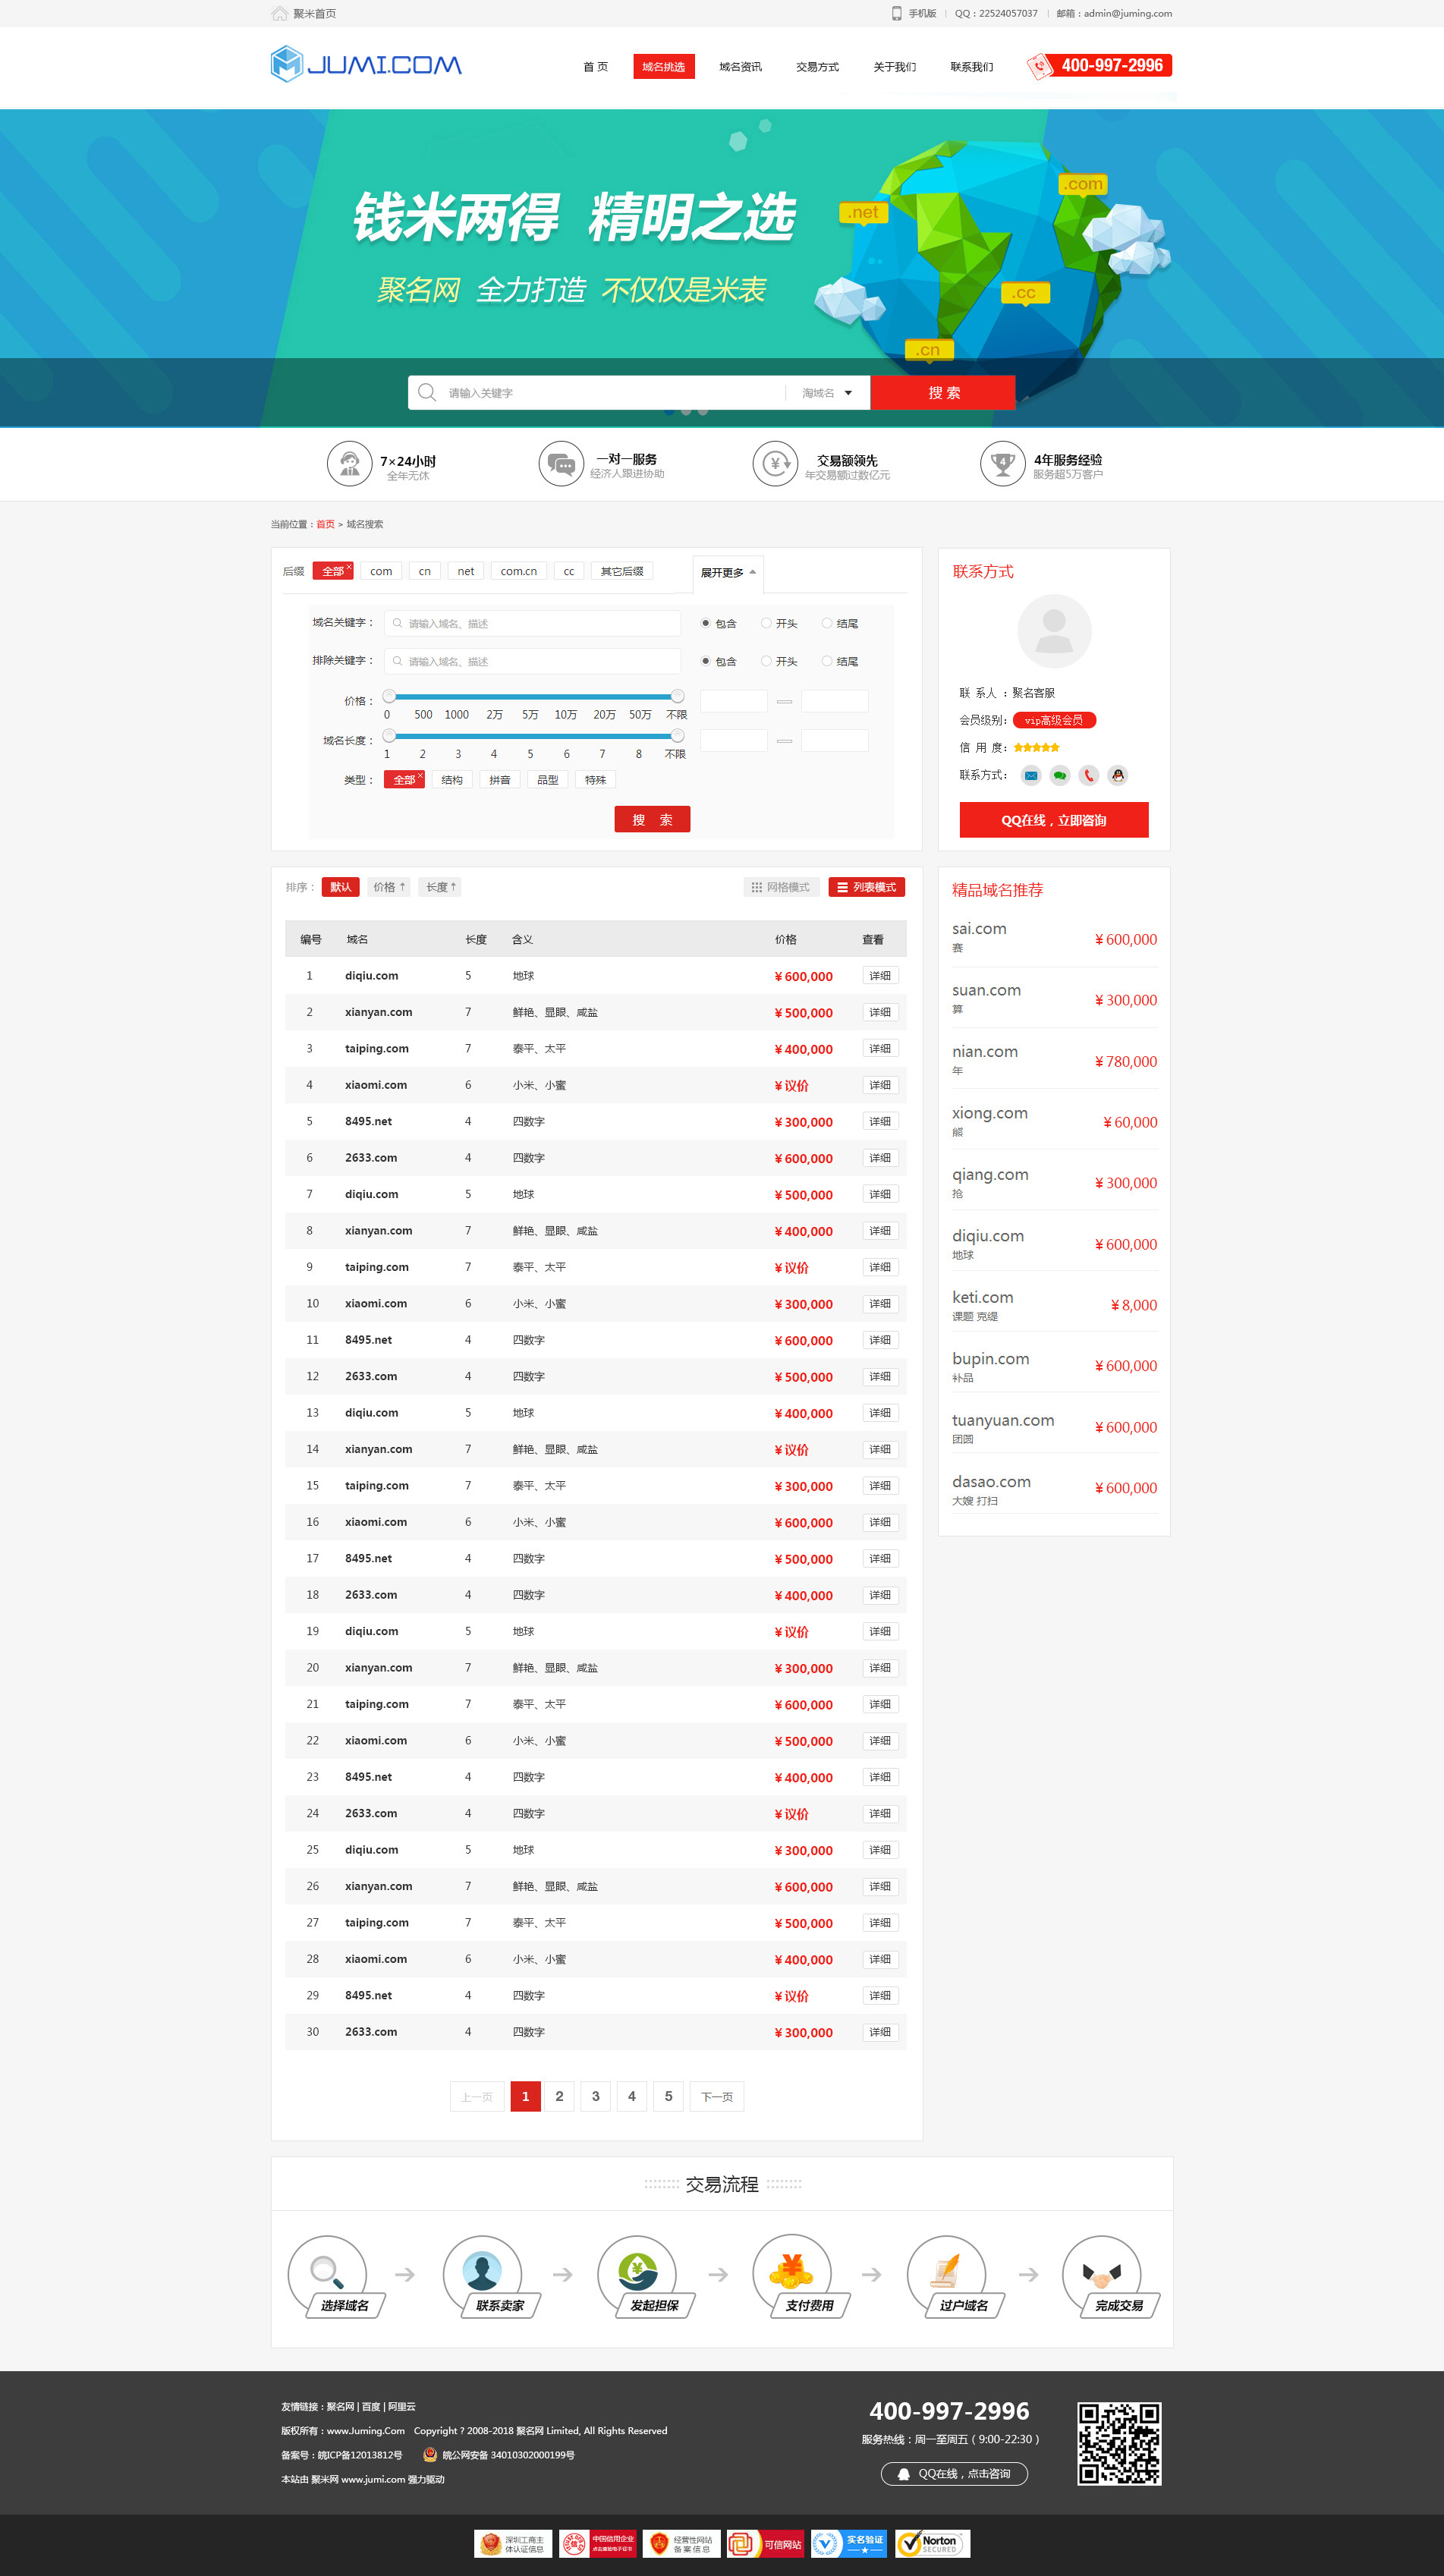 聚米首页
手机版 | QQ：22524057037 | 邮箱：admin@juming.com
JUMI.COM
首 页 域名挑选 域名资讯 交易方式 关于我们 联系我们
400-997-2996
钱米两得 精明之选
聚名网 全力打造 不仅仅是米表
.net
.com
.cc
.cn
请输入关键字 淘域名 搜 索
7×24小时
全年无休
一对一服务
经济人跟进协助
交易额领先
年交易额过数亿元
4
4年服务经验
服务超5万客户
当前位置：首页 > 域名搜索
后缀 全部 com cn net com.cn cc 其它后缀 展开更多
域名关键字： 请输入域名、描述 包含 开头 结尾
排除关键字： 请输入域名、描述 包含 开头 结尾
价格：
0 500 1000 2万 5万 10万 20万 50万 不限
域名长度：
1 2 3 4 5 6 7 8 不限
类型： 全部 结构 拼音 品型 特殊
搜 索
联系方式
联 系 人 ：聚名客服
会员级别： vip高级会员
信 用 度：
联系方式：
QQ在线，立即咨询
排序： 默认 价格↑ 长度↑ 网格模式 列表模式
编号 域名 长度 含义 价格 查看
1 diqiu.com 5 地球 ¥600,000 详细
2 xianyan.com 7 鲜艳、显眼、咸盐 ¥500,000 详细
3 taiping.com 7 泰平、太平 ¥400,000 详细
4 xiaomi.com 6 小米、小蜜 ¥议价 详细
5 8495.net 4 四数字 ¥300,000 详细
6 2633.com 4 四数字 ¥600,000 详细
7 diqiu.com 5 地球 ¥500,000 详细
8 xianyan.com 7 鲜艳、显眼、咸盐 ¥400,000 详细
9 taiping.com 7 泰平、太平 ¥议价 详细
10 xiaomi.com 6 小米、小蜜 ¥300,000 详细
11 8495.net 4 四数字 ¥600,000 详细
12 2633.com 4 四数字 ¥500,000 详细
13 diqiu.com 5 地球 ¥400,000 详细
14 xianyan.com 7 鲜艳、显眼、咸盐 ¥议价 详细
15 taiping.com 7 泰平、太平 ¥300,000 详细
16 xiaomi.com 6 小米、小蜜 ¥600,000 详细
17 8495.net 4 四数字 ¥500,000 详细
18 2633.com 4 四数字 ¥400,000 详细
19 diqiu.com 5 地球 ¥议价 详细
20 xianyan.com 7 鲜艳、显眼、咸盐 ¥300,000 详细
21 taiping.com 7 泰平、太平 ¥600,000 详细
22 xiaomi.com 6 小米、小蜜 ¥500,000 详细
23 8495.net 4 四数字 ¥400,000 详细
24 2633.com 4 四数字 ¥议价 详细
25 diqiu.com 5 地球 ¥300,000 详细
26 xianyan.com 7 鲜艳、显眼、咸盐 ¥600,000 详细
27 taiping.com 7 泰平、太平 ¥500,000 详细
28 xiaomi.com 6 小米、小蜜 ¥400,000 详细
29 8495.net 4 四数字 ¥议价 详细
30 2633.com 4 四数字 ¥300,000 详细
上一页 1 2 3 4 5 下一页
精品域名推荐
sai.com ¥600,000
赛
suan.com ¥300,000
算
nian.com ¥780,000
年
xiong.com ¥60,000
熊
qiang.com ¥300,000
抢
diqiu.com ¥600,000
地球
keti.com ¥8,000
课题 克缇
bupin.com ¥600,000
补品
tuanyuan.com ¥600,000
团圆
dasao.com ¥600,000
大嫂 打扫
交易流程
选择域名 联系卖家 发起担保 支付费用 过户域名 完成交易
友情链接：聚名网 | 百度 | 阿里云
版权所有：www.Juming.Com Copyright ? 2008-2018 聚名网 Limited, All Rights Reserved
备案号：皖ICP备12013812号 皖公网安备 34010302000199号
本站由 聚米网 www.jumi.com 强力驱动
400-997-2996
服务热线：周一至周五（9:00-22:30）
QQ在线，点击咨询
深圳工商主
体认证信息
中国信用企业
经营性网站
备案信息
可信网站
实名验证
Norton
SECURED